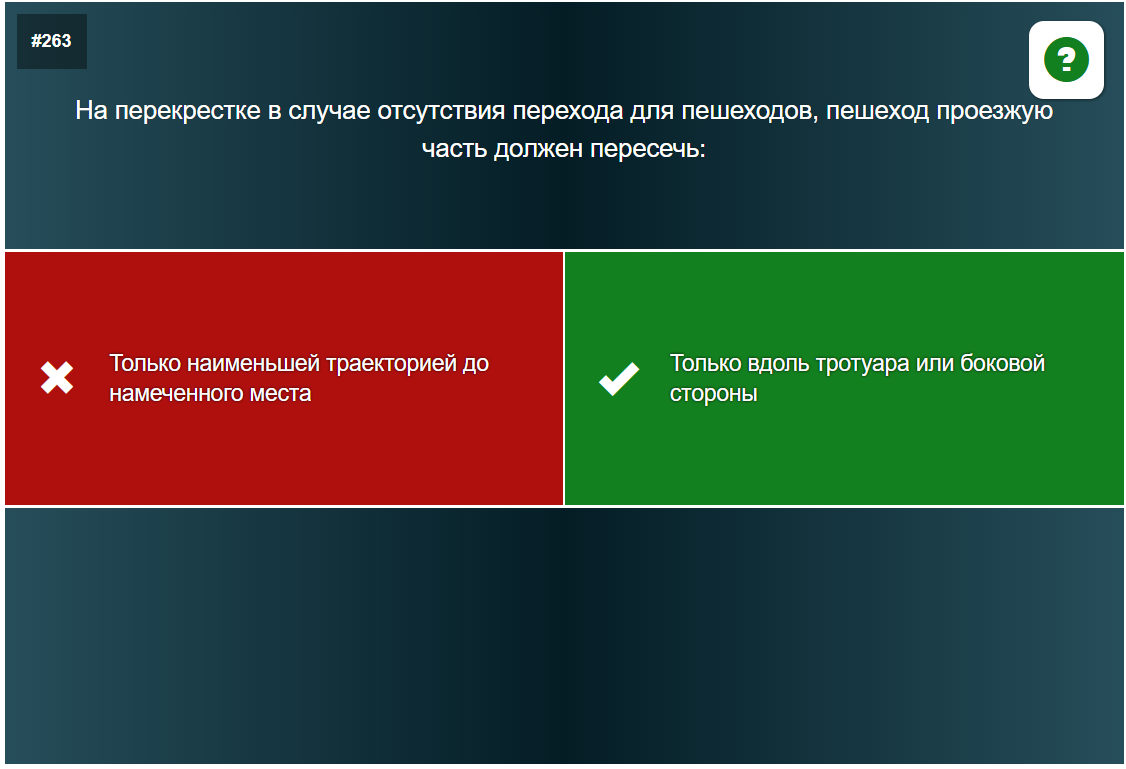 #263
?
На перекрестке в случае отсутствия перехода для пешеходов, пешеход проезжую
часть должен пересечь:
Только наименьшей траекторией до
намеченного места
Только вдоль тротуара или боковой
стороны